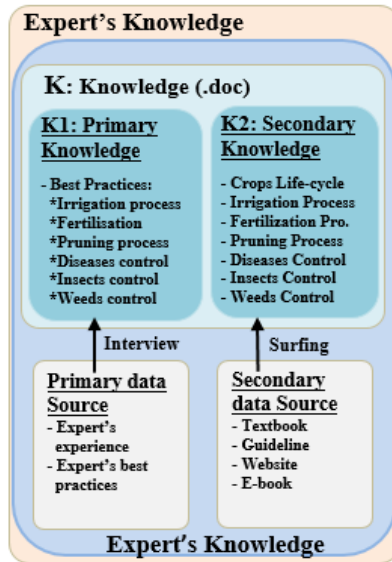 Expert's Knowledge
K: Knowledge (.doc)
K1: Primary
Knowledge
- Best Practices:
*Irrigation process
*Fertilisation
*Pruning process
*Diseases control
*Insects control
*Weeds control
K2: Secondary
Knowledge
- Crops Life-cycle
- Irrigation Process
- Fertilization Pro.
- Pruning Process
- Diseases Control
- Insects Control
- Weeds Control
Interview
Surfing
Primary data
Source
- Expert's
experience
- Expert's best
practices
Secondary
data Source
- Textbook
- Guideline
- Website
- E-book
Expert's Knowledge